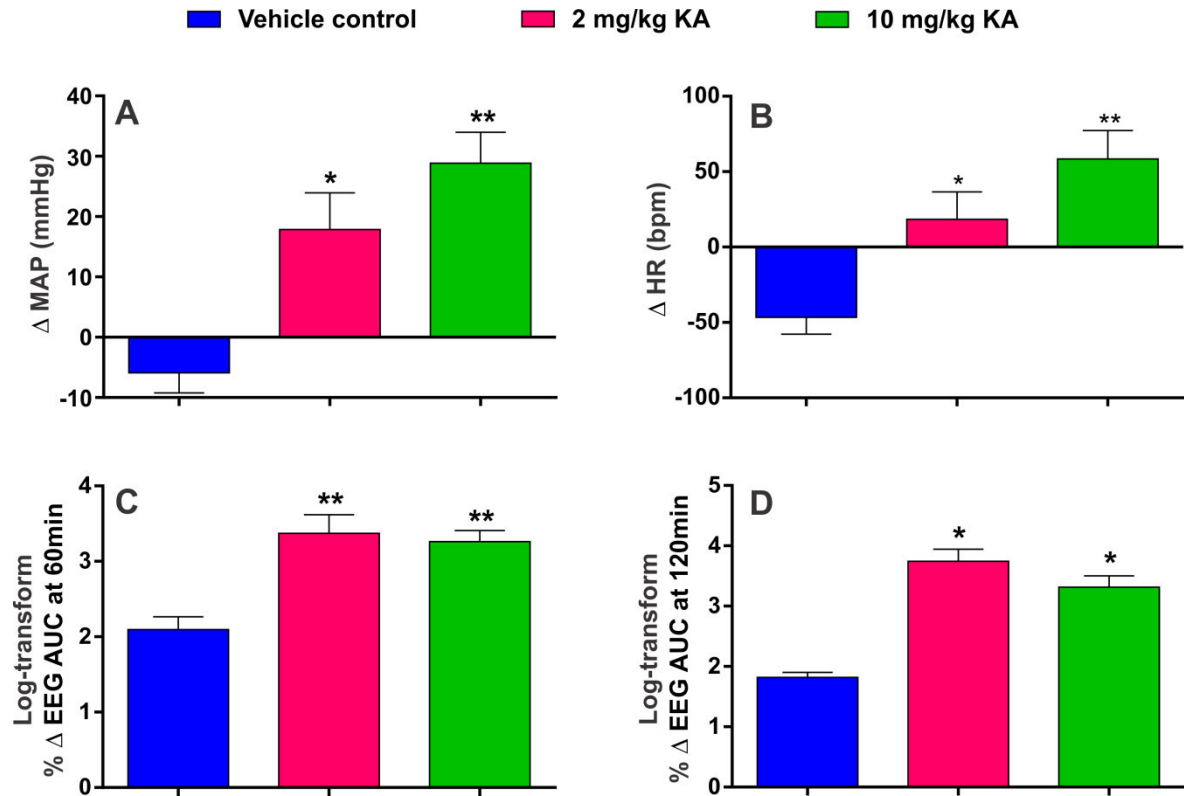 Vehicle control 2 mg/kg KA 10 mg/kg KA
A
40
30
20
10
0
-10
Δ MAP (mmHg)
*
**
B
100
50
0
-50
-100
Δ HR (bpm)
*
**
C
4
3
2
1
0
Log-transform
% Δ EEG AUC at 60min
**
**
D
5
4
3
2
1
0
Log-transform
% Δ EEG AUC at 120min
*
*